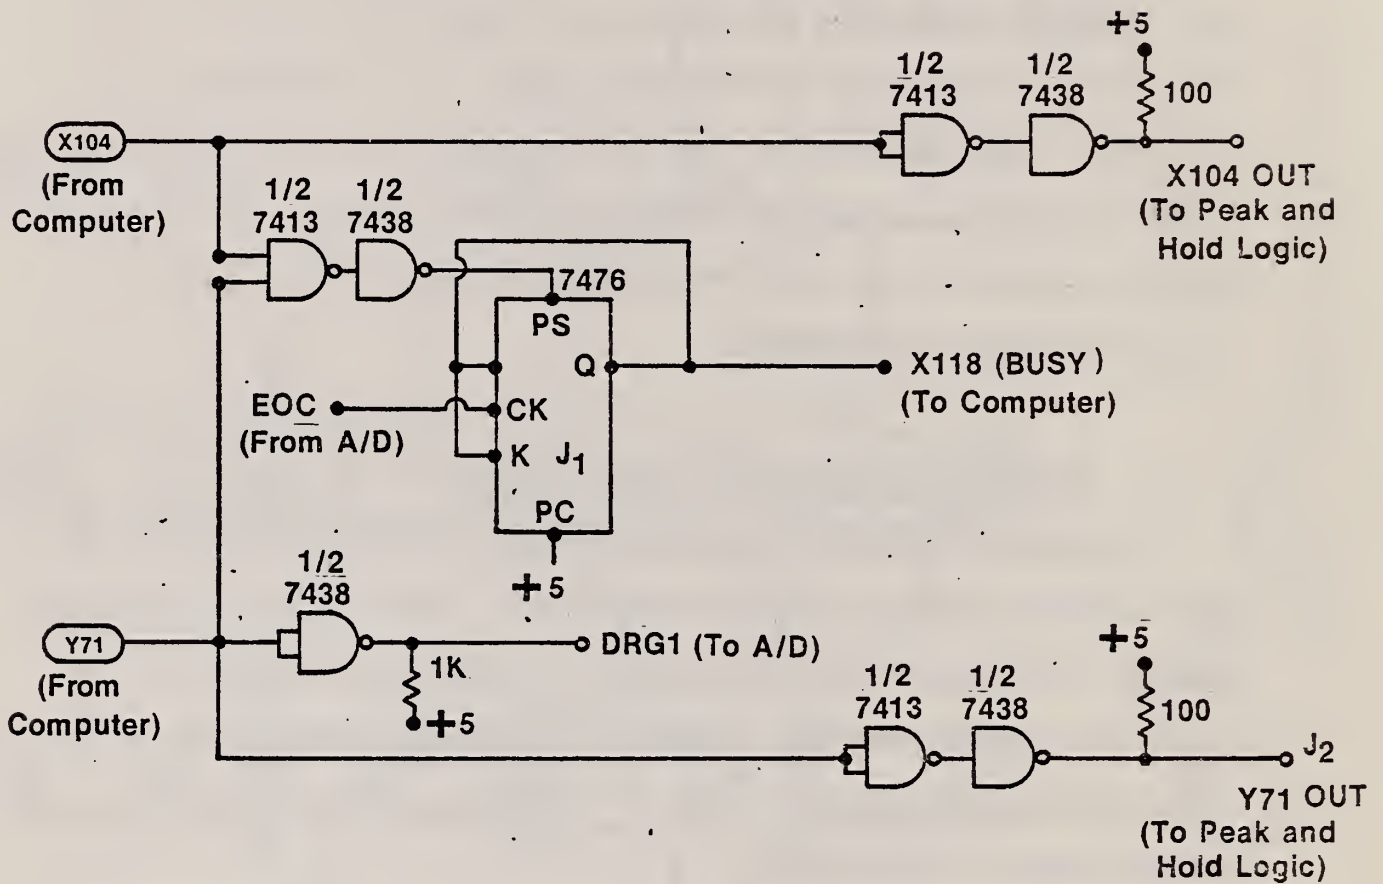 +5
1/2
7413
1/2
7438
100
X104
(From
Computer)
X104 OUT
(To Peak and
Hold Logic)
1/2
7413
1/2
7438
7476
PS
Q
X118 (BUSY)
(To Computer)
EOC
(From A/D)
CK
K
J1
PC
+5
1/2
7438
Y71
(From
Computer)
DRG1 (To A/D)
1K
+5
+5
1/2
7413
1/2
7438
100
J2
Y71 OUT
(To Peak and
Hold Logic)